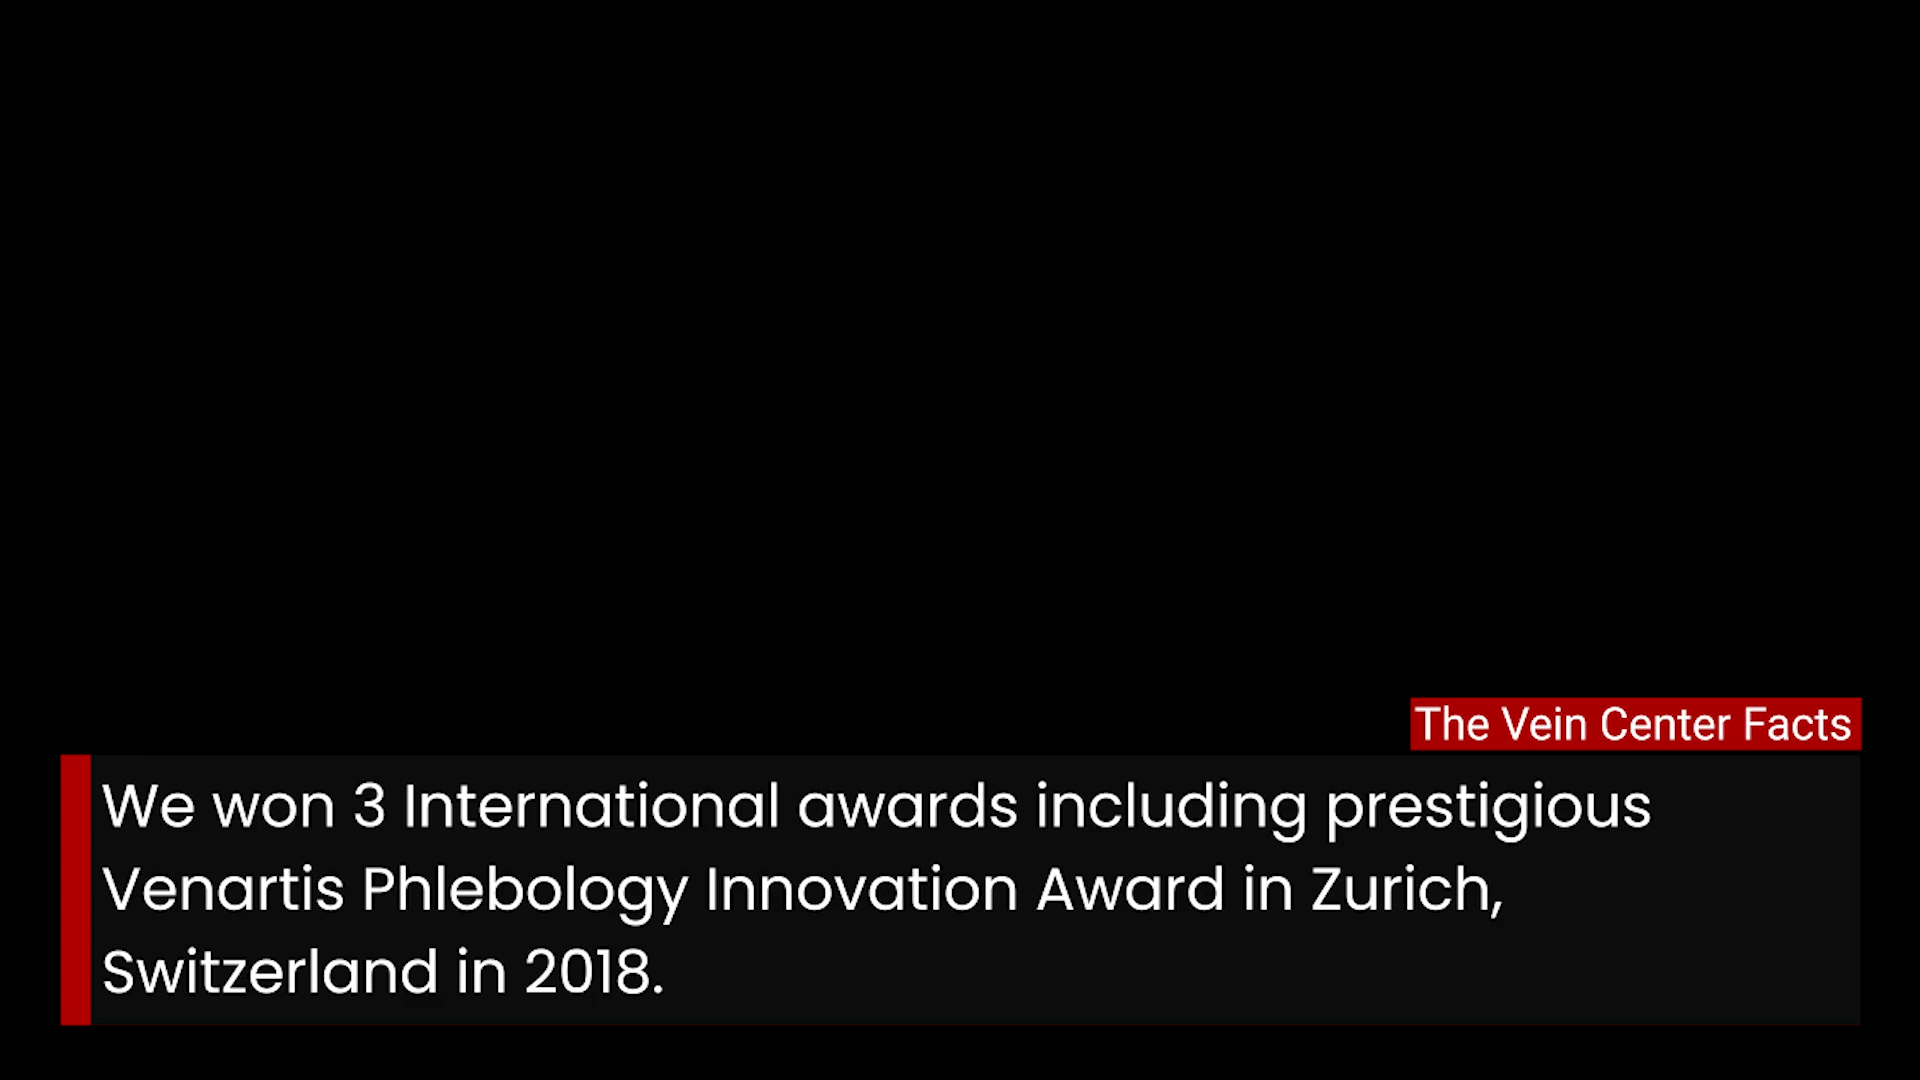 The Vein Center Facts
We won 3 International awards including prestigious
Venartis Phlebology Innovation Award in Zurich,
Switzerland in 2018.